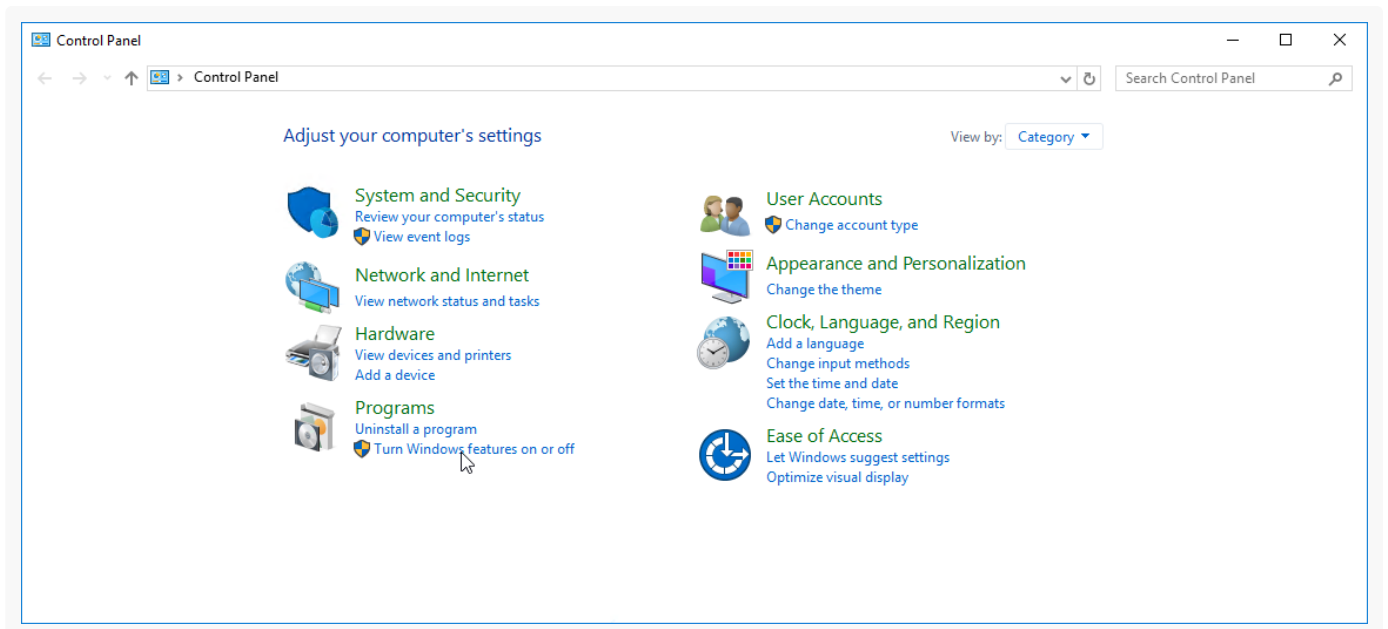 Control Panel
Control Panel
Search Control Panel
Adjust your computer's settings
View by: Category
System and Security
Review your computer's status
View event logs
Network and Internet
View network status and tasks
Hardware
View devices and printers
Add a device
Programs
Uninstall a program
Turn Windows features on or off
User Accounts
Change account type
Appearance and Personalization
Change the theme
Clock, Language, and Region
Add a language
Change input methods
Set the time and date
Change date, time, or number formats
Ease of Access
Let Windows suggest settings
Optimize visual display